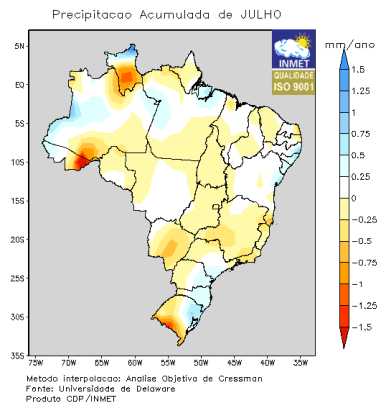 Precipitacao Acumulada de JULHO
mm/ano
INMET
QUALIDADE
ISO 9001
5N
EQ
5S
10S
15S
20S
25S
30S
35S
75W 70W 65W 60W 55W 50W 45W 40W 35W
1.5
1.25
1
0.75
0.5
0.25
0
-0.25
-0.5
-0.75
-1
-1.25
-1.5
Metodo interpolacao: Analise Objetiva de Cressman
Fonte: Universidade de Delaware
Produto CDP/INMET